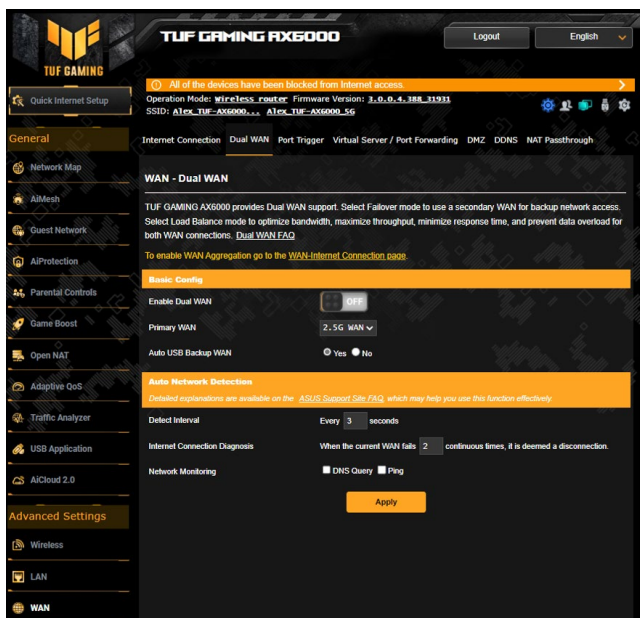 TUF GAMING AX6000
Logout
English
TUF GAMING
All of the devices have been blocked from Internet access.
Quick Internet Setup
Operation Mode: Wireless router Firmware Version: 3.0.0.4.388_31931
SSID: Alex_TUF-AX6000... Alex_TUF-AX6000_5G
General
Internet Connection Dual WAN Port Trigger Virtual Server / Port Forwarding DMZ DDNS NAT Passthrough
Network Map
AiMesh
Guest Network
AiProtection
Parental Controls
Game Boost
Open NAT
Adaptive QoS
Traffic Analyzer
USB Application
AiCloud 2.0
Advanced Settings
Wireless
LAN
WAN
WAN - Dual WAN
TUF GAMING AX6000 provides Dual WAN support. Select Failover mode to use a secondary WAN for backup network access.
Select Load Balance mode to optimize bandwidth, maximize throughput, minimize response time, and prevent data overload for
both WAN connections. Dual WAN FAQ
To enable WAN Aggregation go to the WAN-Internet Connection page.
Basic Config
Enable Dual WAN OFF
Primary WAN 2.5G WAN
Auto USB Backup WAN Yes No
Auto Network Detection
Detailed explanations are available on the ASUS Support Site FAQ, which may help you use this function effectively.
Detect Interval Every 3 seconds
Internet Connection Diagnosis When the current WAN fails 2 continuous times, it is deemed a disconnection.
Network Monitoring DNS Query Ping
Apply